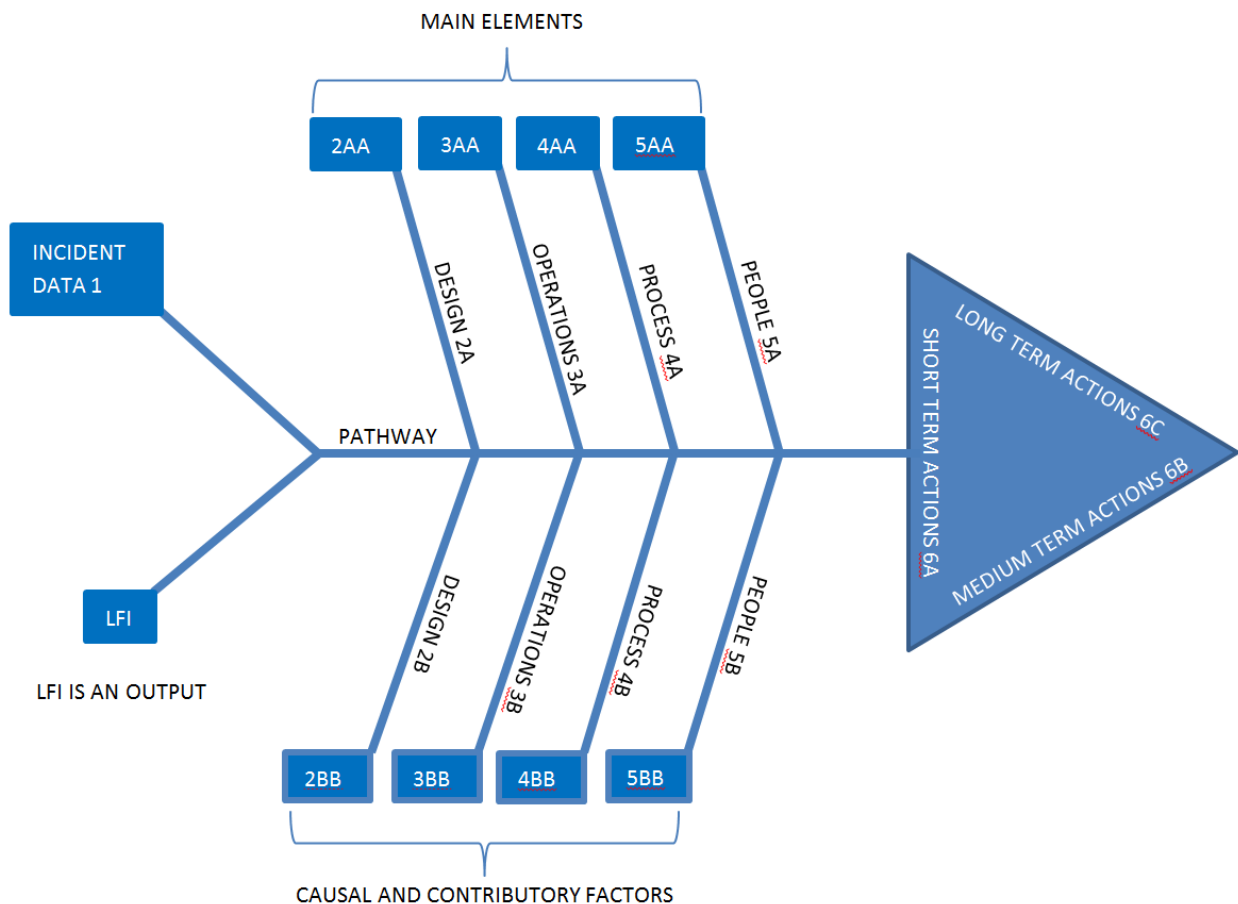 MAIN ELEMENTS
2AA
3AA
4AA
5AA
INCIDENT
DATA 1
DESIGN 2A
OPERATIONS 3A
PROCESS 4A
PEOPLE 5A
LONG TERM ACTIONS 6C
SHORT TERM ACTIONS 6A
MEDIUM TERM ACTIONS 6B
PATHWAY
LFI
LFI IS AN OUTPUT
DESIGN 2B
OPERATIONS 3B
PROCESS 4B
PEOPLE 5B
2BB
3BB
4BB
5BB
CAUSAL AND CONTRIBUTORY FACTORS